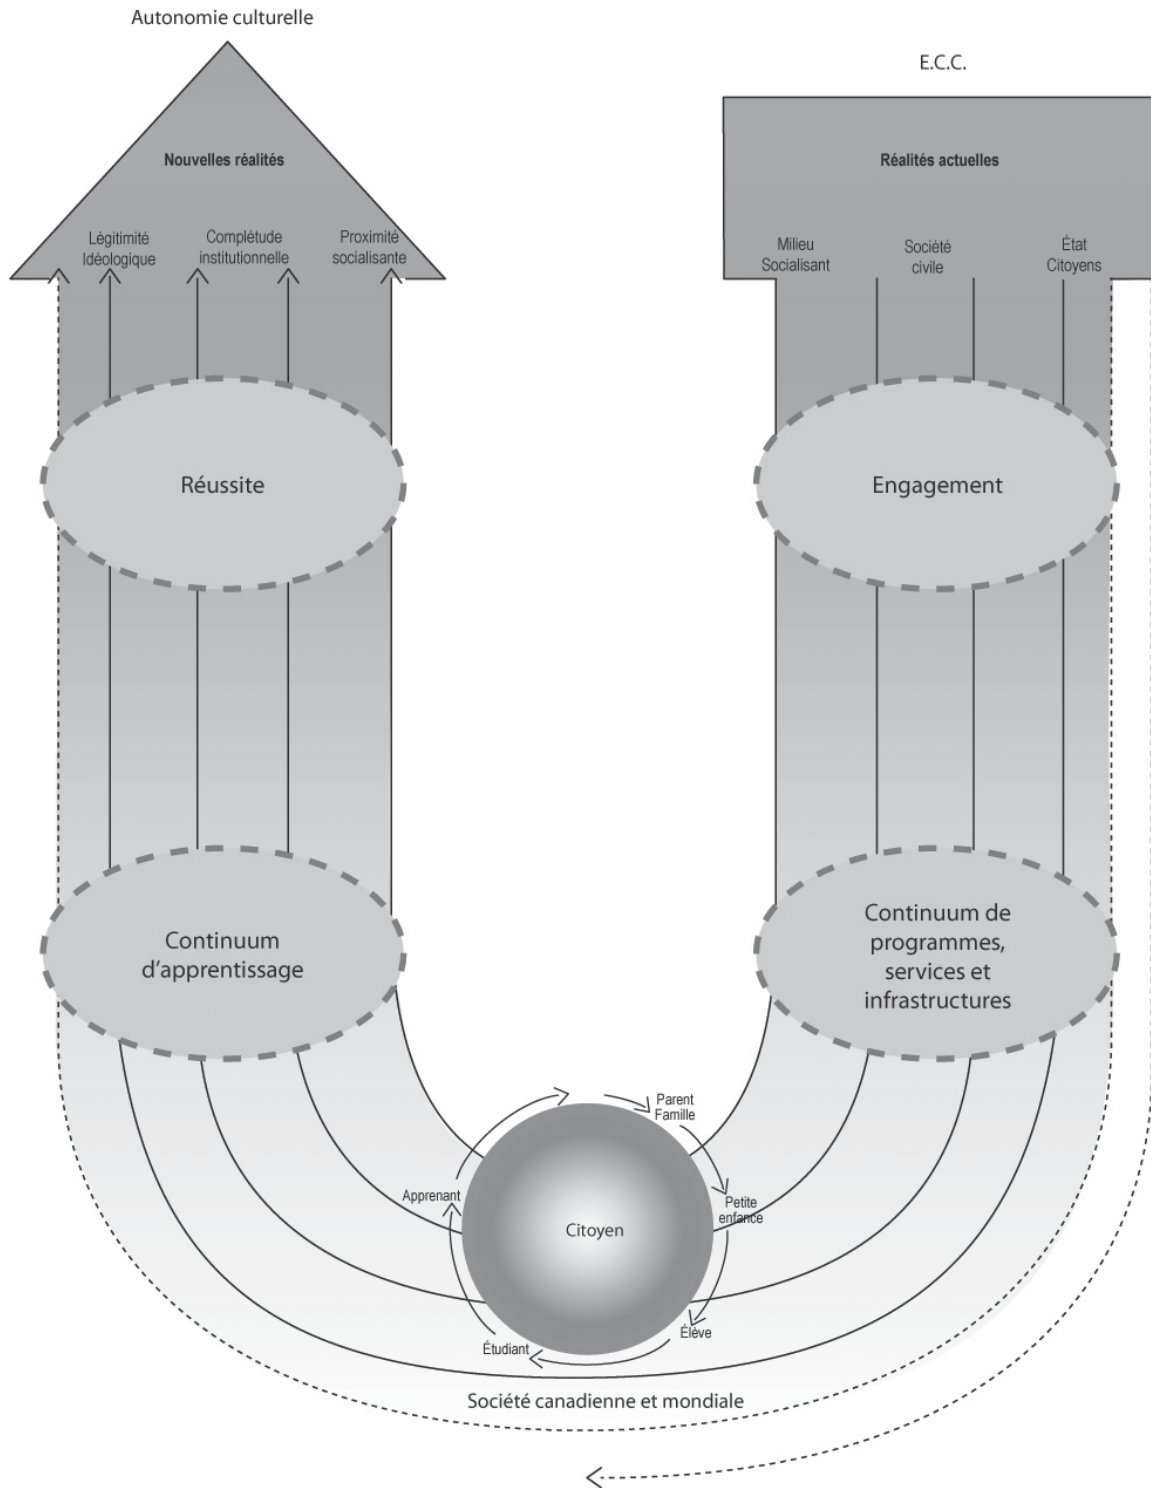 Autonomie culturelle
E.C.C.
Nouvelles réalités
Réalités actuelles
Légitimité
Idéologique
Complétude
institutionnelle
Proximité
socialisante
Milieu
Socialisant
Société
civile
État
Citoyens
Réussite
Engagement
Continuum
d'apprentissage
Continuum de
programmes,
services et
infrastructures
Parent
Famille
Apprenant
Petite
enfance
Citoyen
Élève
Étudiant
Société canadienne et mondiale